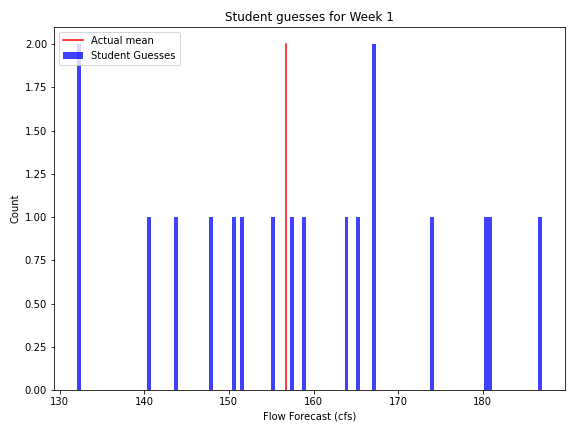 Student guesses for Week 1
Actual mean
Student Guesses
2.00
1.75
1.50
1.25
1.00
0.75
0.50
0.25
0.00
Count
130 140 150 160 170 180
Flow Forecast (cfs)